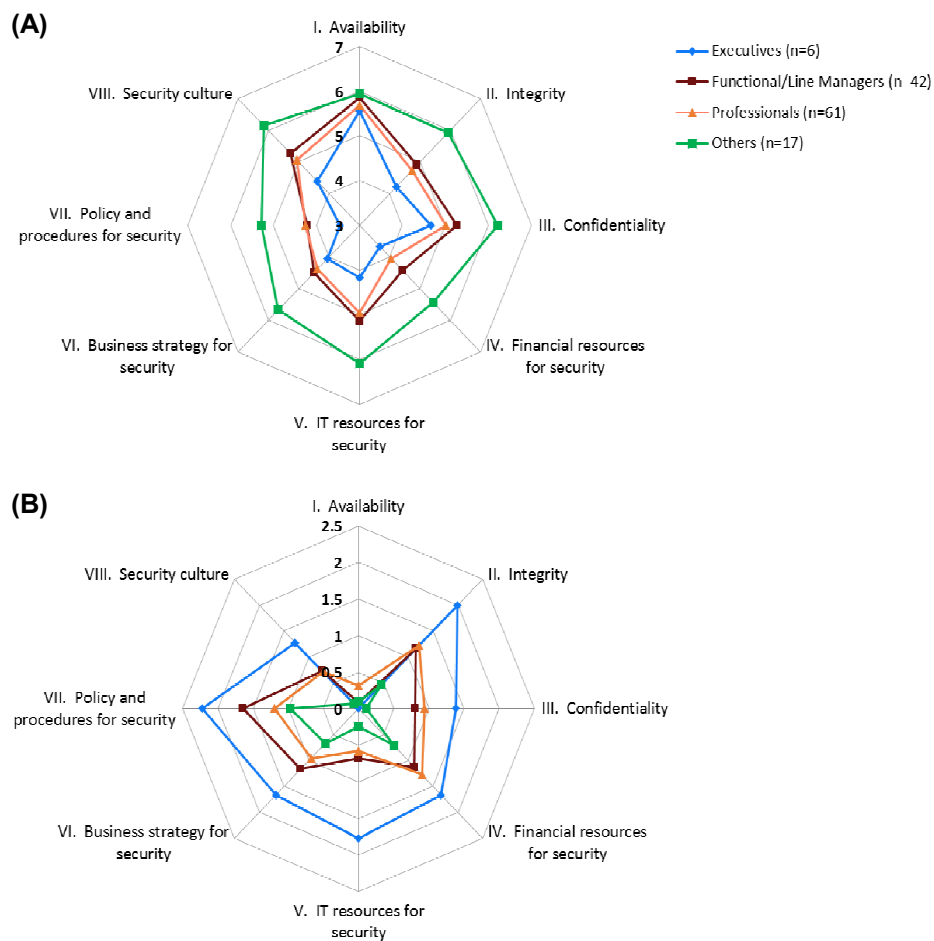 (A)
I. Availability
7
Executives (n=6)
Functional/Line Managers (n 42)
Professionals (n=61)
Others (n=17)
VIII. Security culture
6
II. Integrity
5
4
VII. Policy and
procedures for security
3
III. Confidentiality
VI. Business strategy for
security
IV. Financial resources
for security
V. IT resources for
security
(B)
I. Availability
2.5
VIII. Security culture
2
II. Integrity
1.5
1
0.5
VII. Policy and
procedures for security
0
III. Confidentiality
VI. Business strategy for
security
IV. Financial resources
for security
V. IT resources for
security